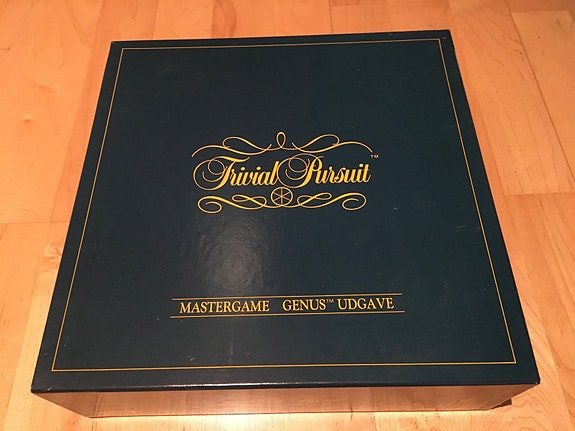 Trivial Pursuit™
MASTERGAME GENUS™ UDGAVE